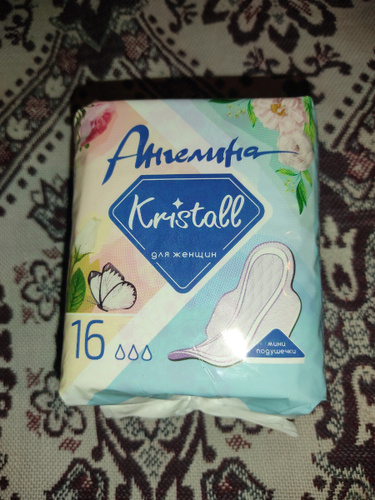 Ангелина
Kristall
для женщин
16
мини
подушечки